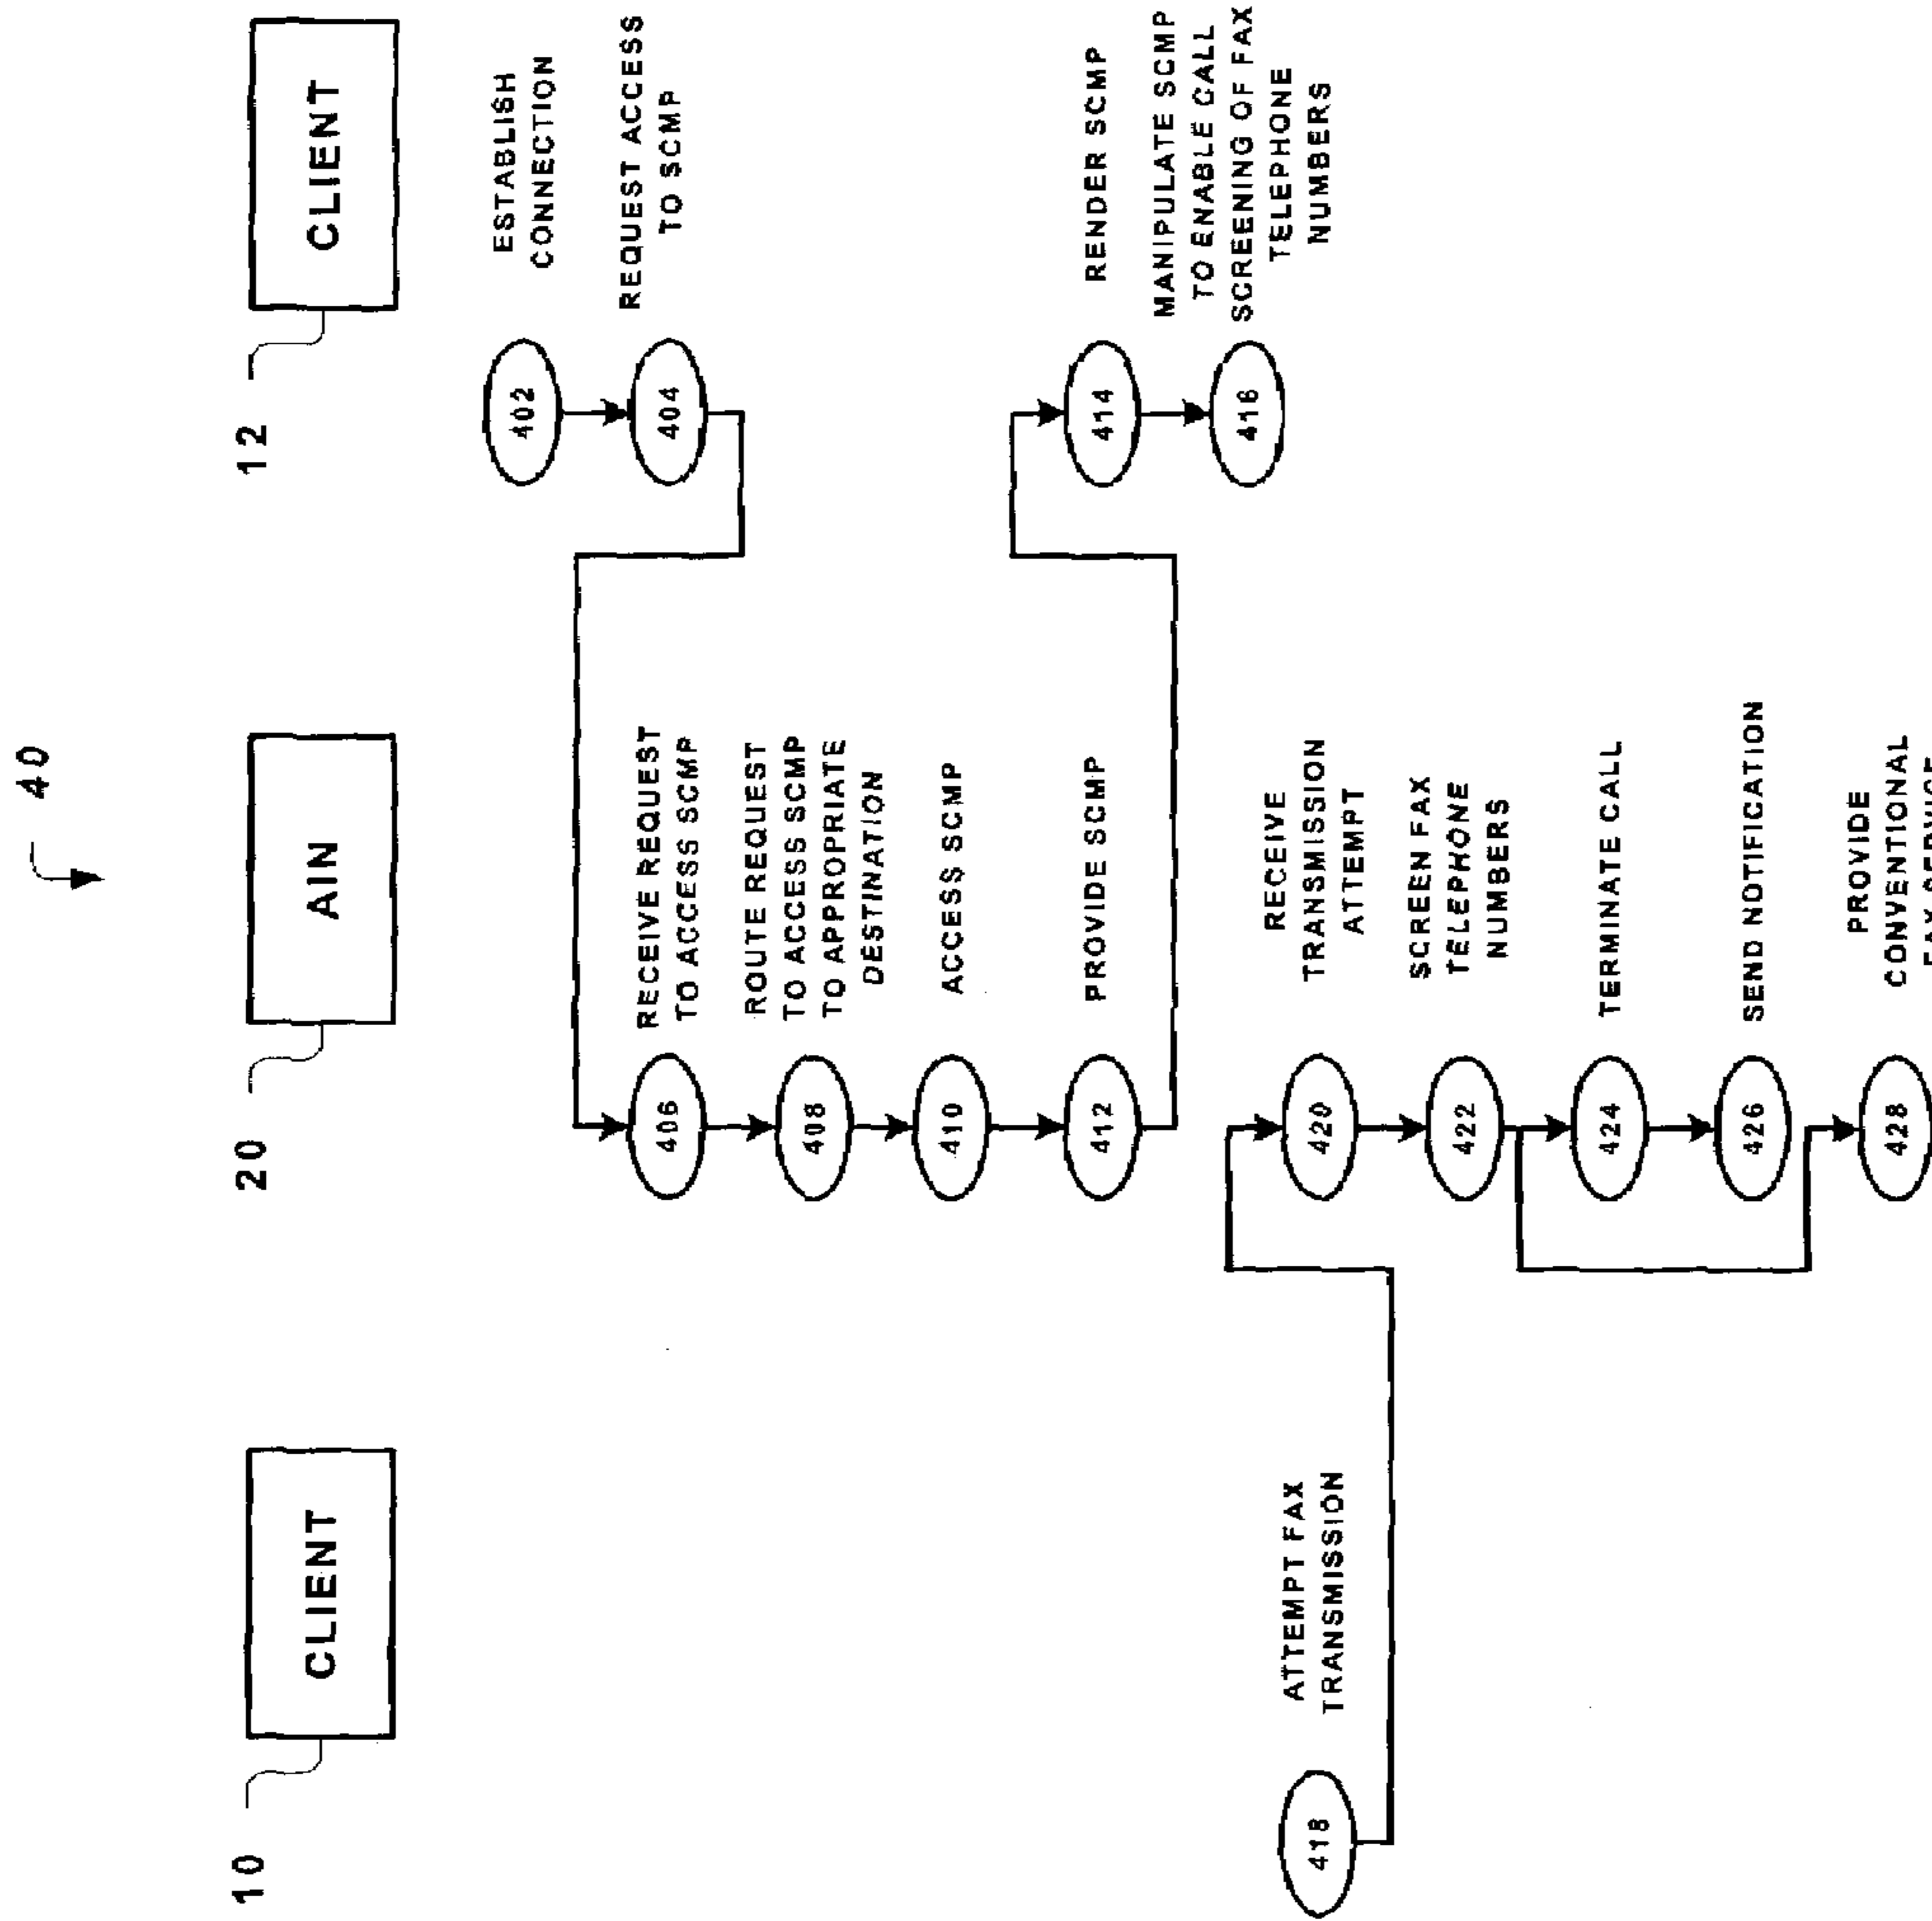 40
10
CLIENT
20
AIN
12
CLIENT
402
ESTABLISH
CONNECTION
404
REQUEST ACCESS
TO SCMP
406
RECEIVE REQUEST
TO ACCESS SCMP
408
ROUTE REQUEST
TO ACCESS SCMP
TO APPROPRIATE
DESTINATION
410
ACCESS SCMP
412
PROVIDE SCMP
414
RENDER SCMP
416
MANIPULATE SCMP
TO ENABLE CALL
SCREENING OF FAX
TELEPHONE
NUMBERS
418
ATTEMPT FAX
TRANSMISSION
420
RECEIVE
TRANSMISSION
ATTEMPT
422
SCREEN FAX
TELEPHONE
NUMBERS
424
TERMINATE CALL
426
SEND NOTIFICATION
428
PROVIDE
CONVENTIONAL
FAX SERVICE